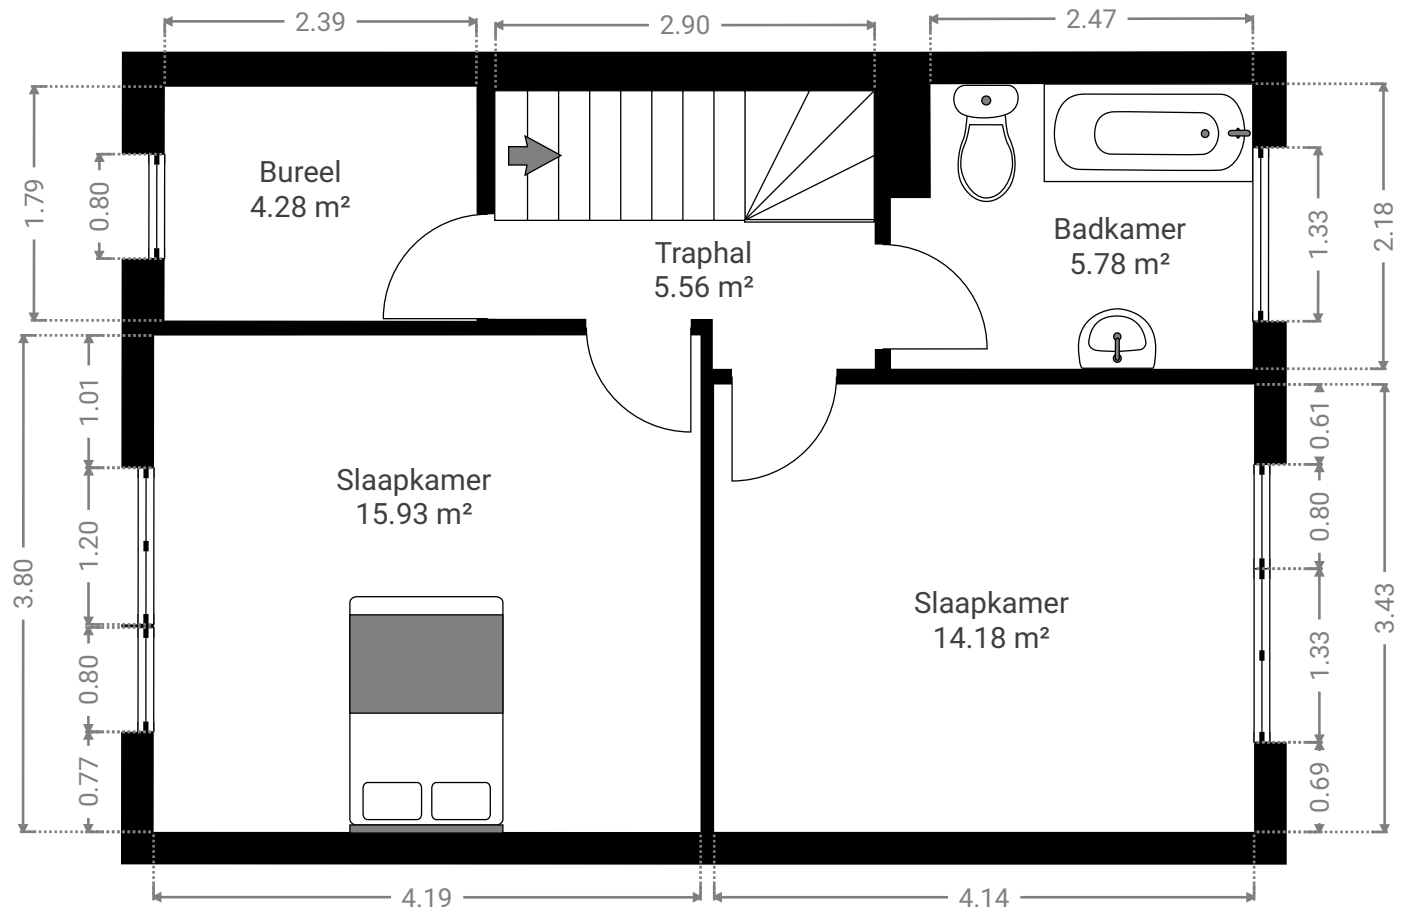 2.39
2.90
2.47
1.79
0.80
Bureel
4.28 m²
Traphal
5.56 m²
Badkamer
5.78 m²
1.33
2.18
3.80
1.01
1.20
0.80
0.77
Slaapkamer
15.93 m²
Slaapkamer
14.18 m²
0.61
0.80
1.33
0.69
3.43
4.19
4.14